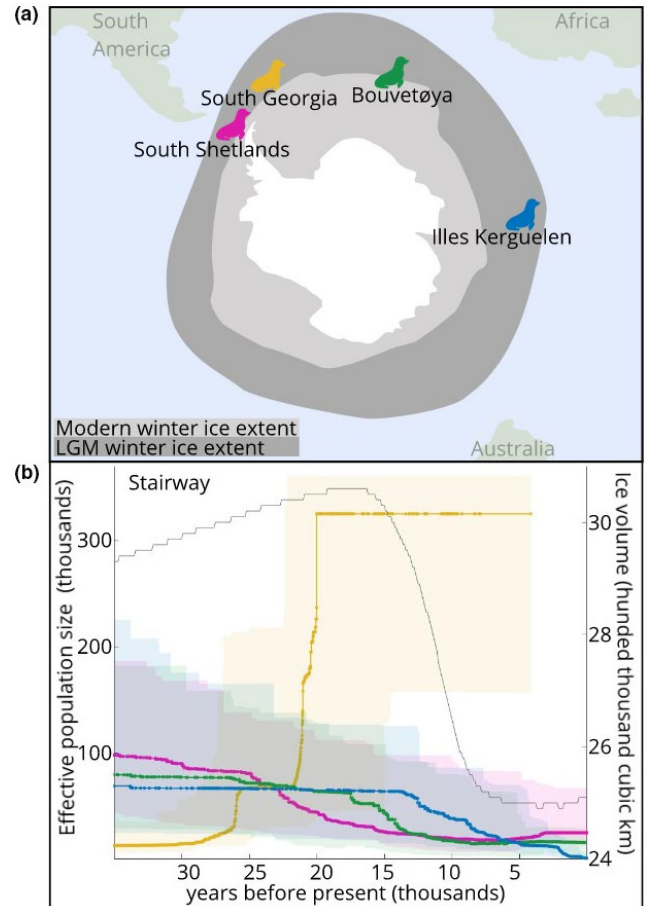 (a)
South
America
Africa
South Georgia
Bouvetøya
South Shetlands
Illes Kerguelen
Modern winter ice extent
LGM winter ice extent
Australia
(b)
Stairway
Effective population size (thousands)
300
200
100
Ice volume (hunded thousand cubic km)
30
28
26
24
30
25
20
15
10
5
years before present (thousands)